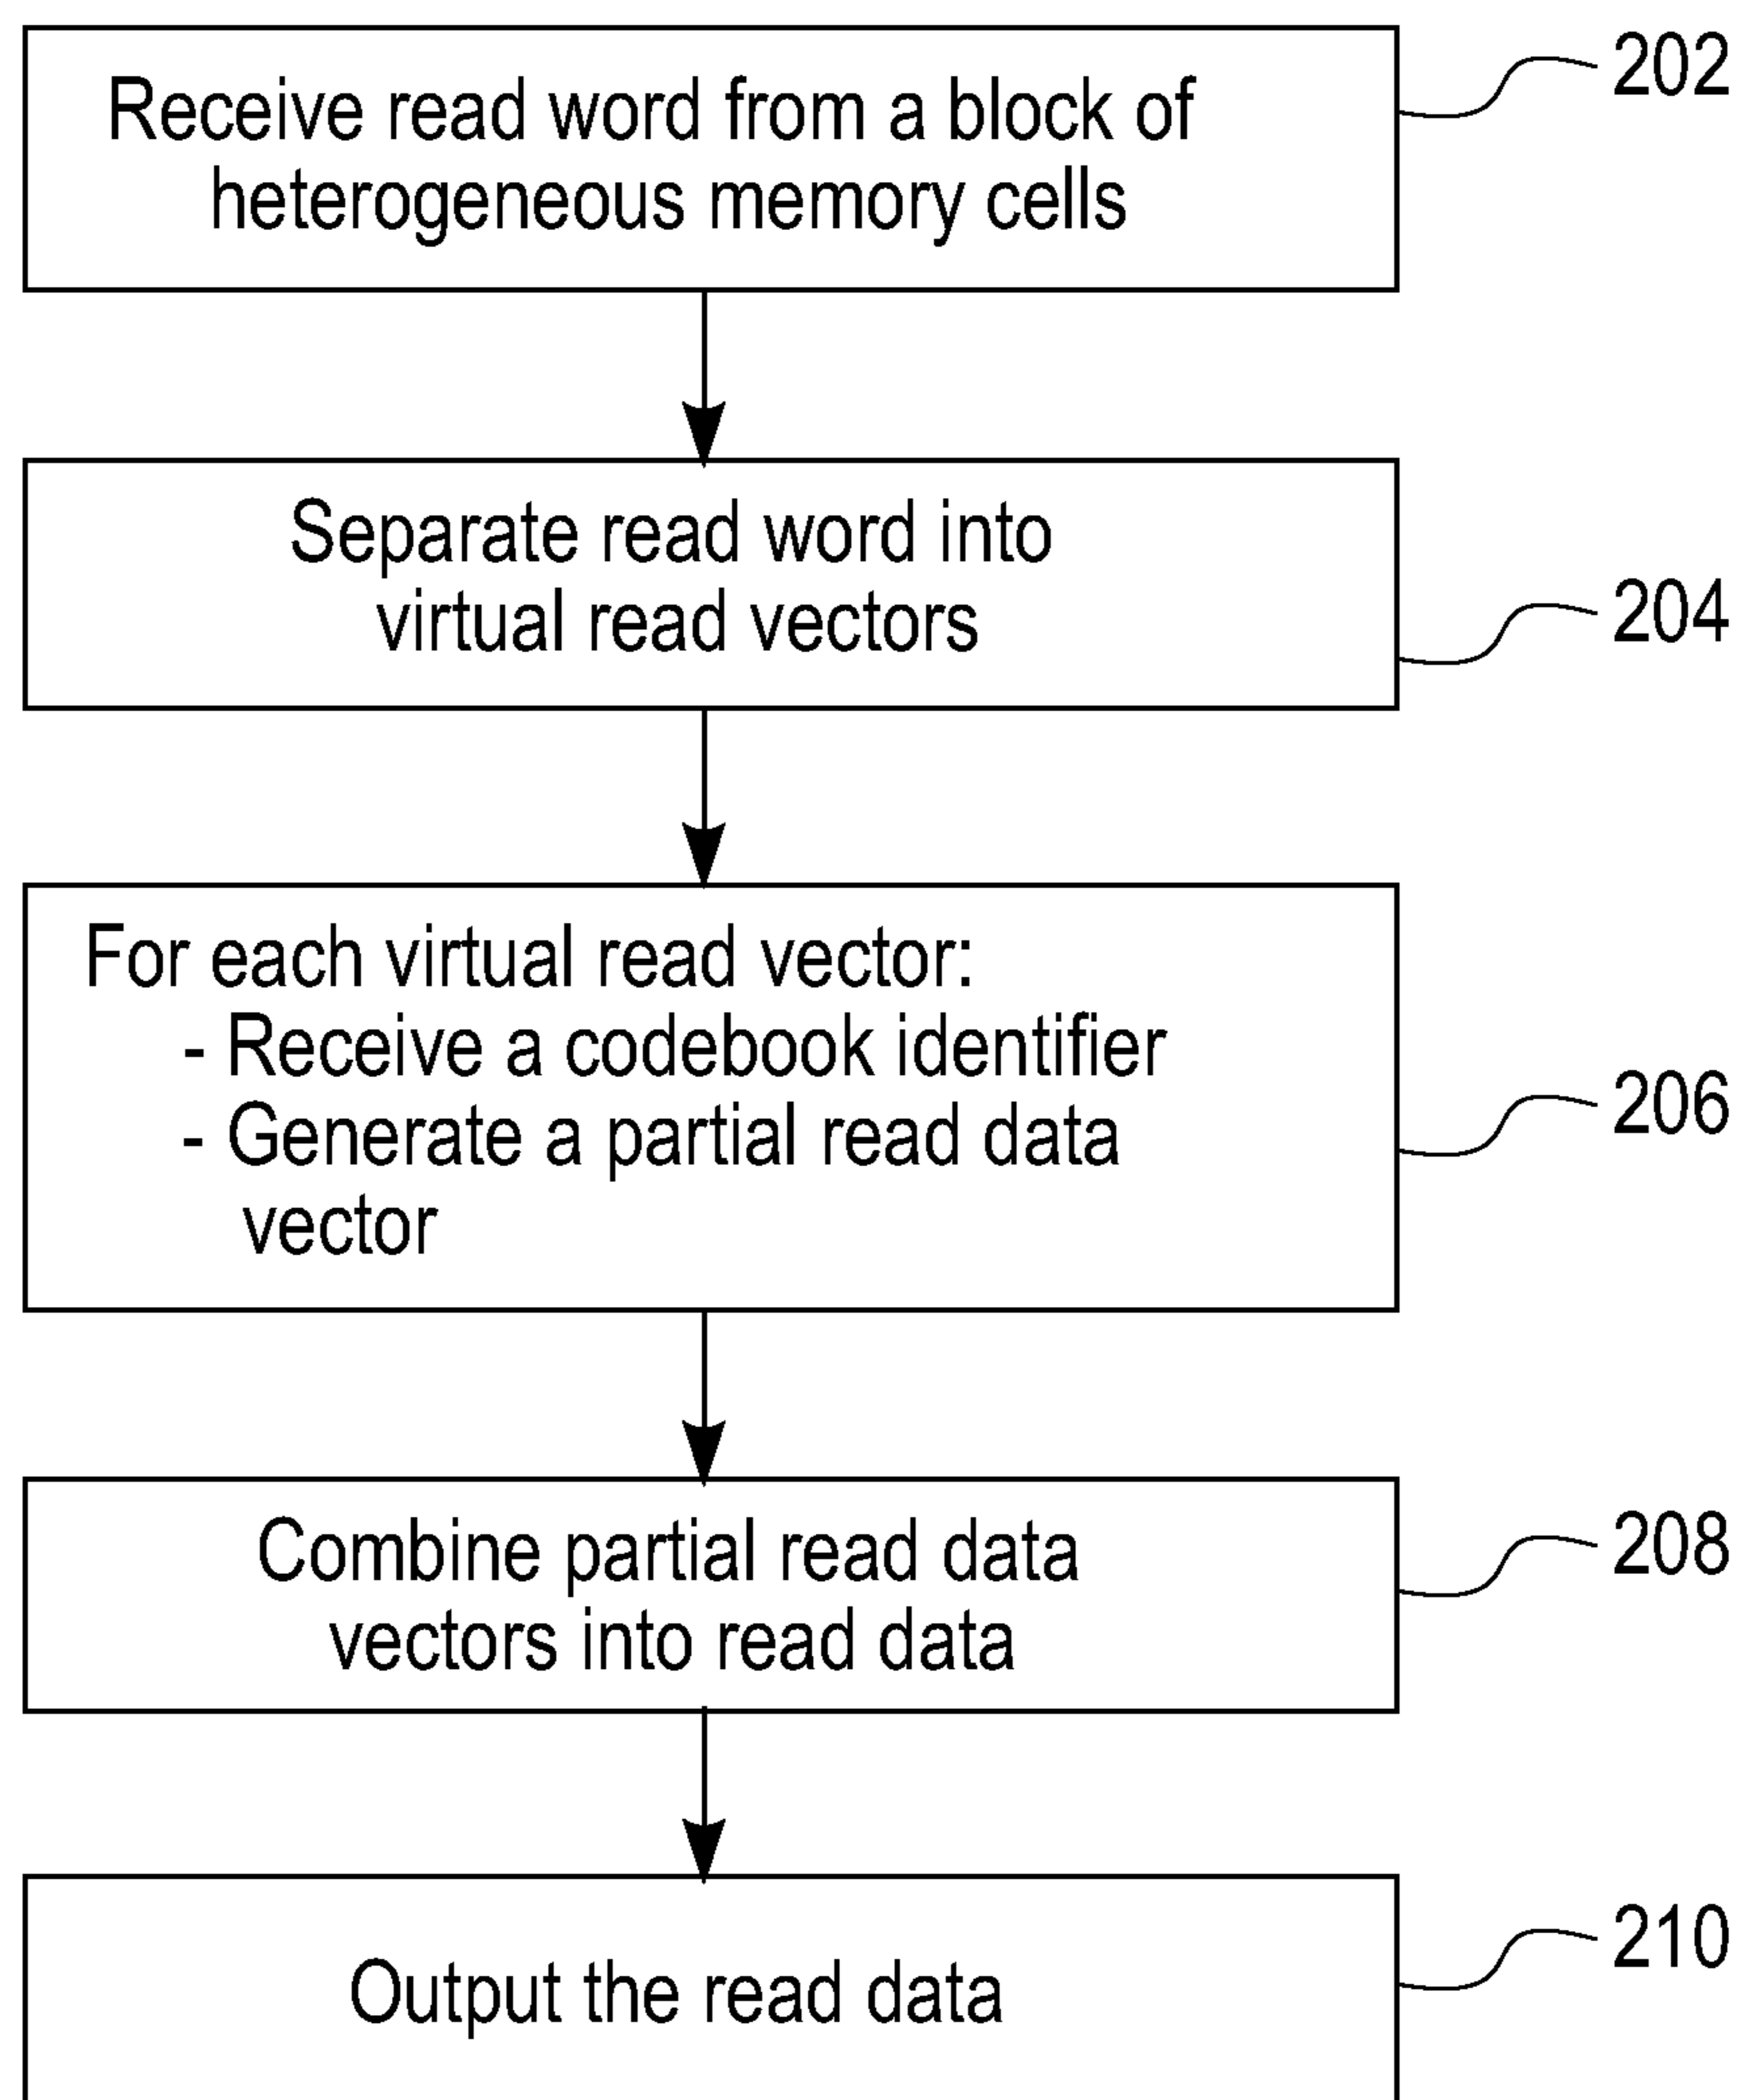 Receive read word from a block of
heterogeneous memory cells
202
Separate read word into
virtual read vectors
204
For each virtual read vector:
- Receive a codebook identifier
- Generate a partial read data
vector
206
Combine partial read data
vectors into read data
208
Output the read data
210